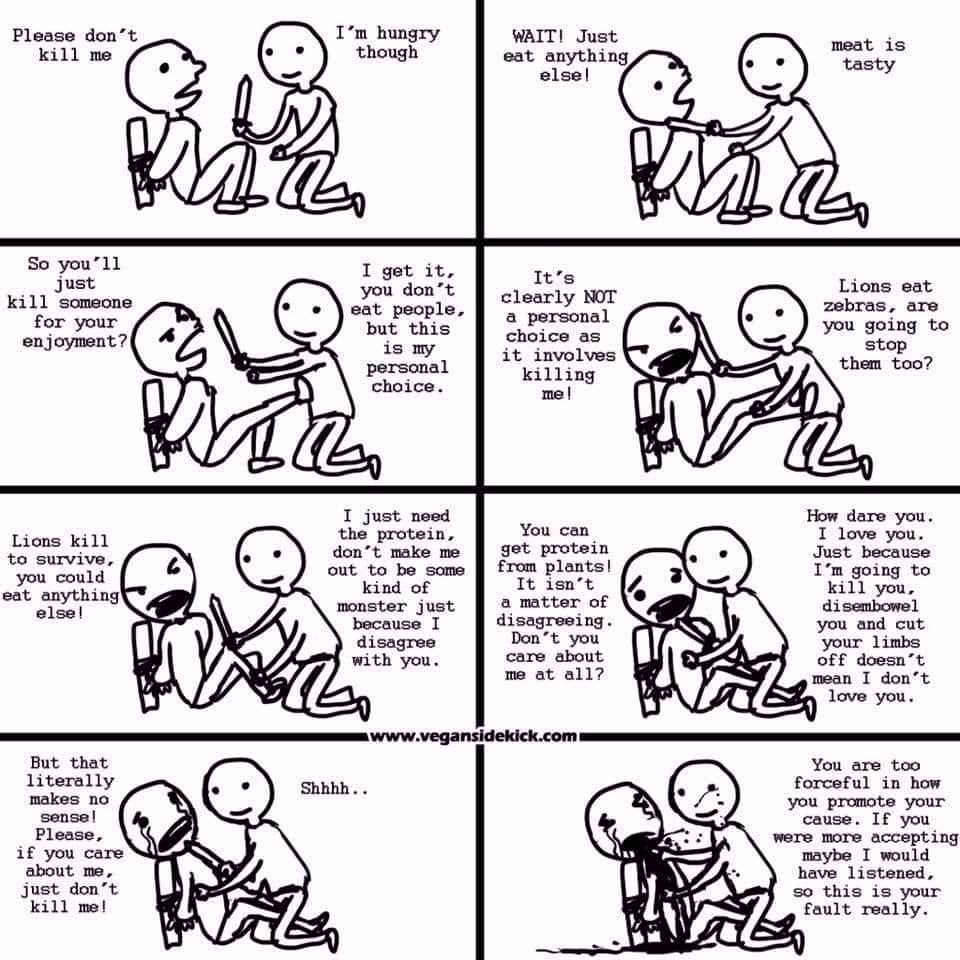 Please don't
kill me
I'm hungry
though
WAIT! Just
eat anything
else!
meat is
tasty
So you'll
just
kill someone
for your
enjoyment?
I get it,
you don't
eat people,
but this
is my
personal
choice.
It's
clearly NOT
a personal
choice as
it involves
killing
me!
Lions eat
zebras, are
you going to
stop
them too?
Lions kill
to survive,
you could
eat anything
else!
I just need
the protein,
don't make me
out to be some
kind of
monster just
because I
disagree
with you.
You can
get protein
from plants!
It isn't
a matter of
disagreeing.
Don't you
care about
me at all?
How dare you.
I love you.
Just because
I'm going to
kill you,
disembowel
you and cut
your limbs
off doesn't
mean I don't
love you.
www.vegansidekick.com
But that
literally
makes no
sense!
Please,
if you care
about me,
just don't
kill me!
Shhhh..
You are too
forceful in how
you promote your
cause. If you
were more accepting
maybe I would
have listened,
so this is your
fault really.